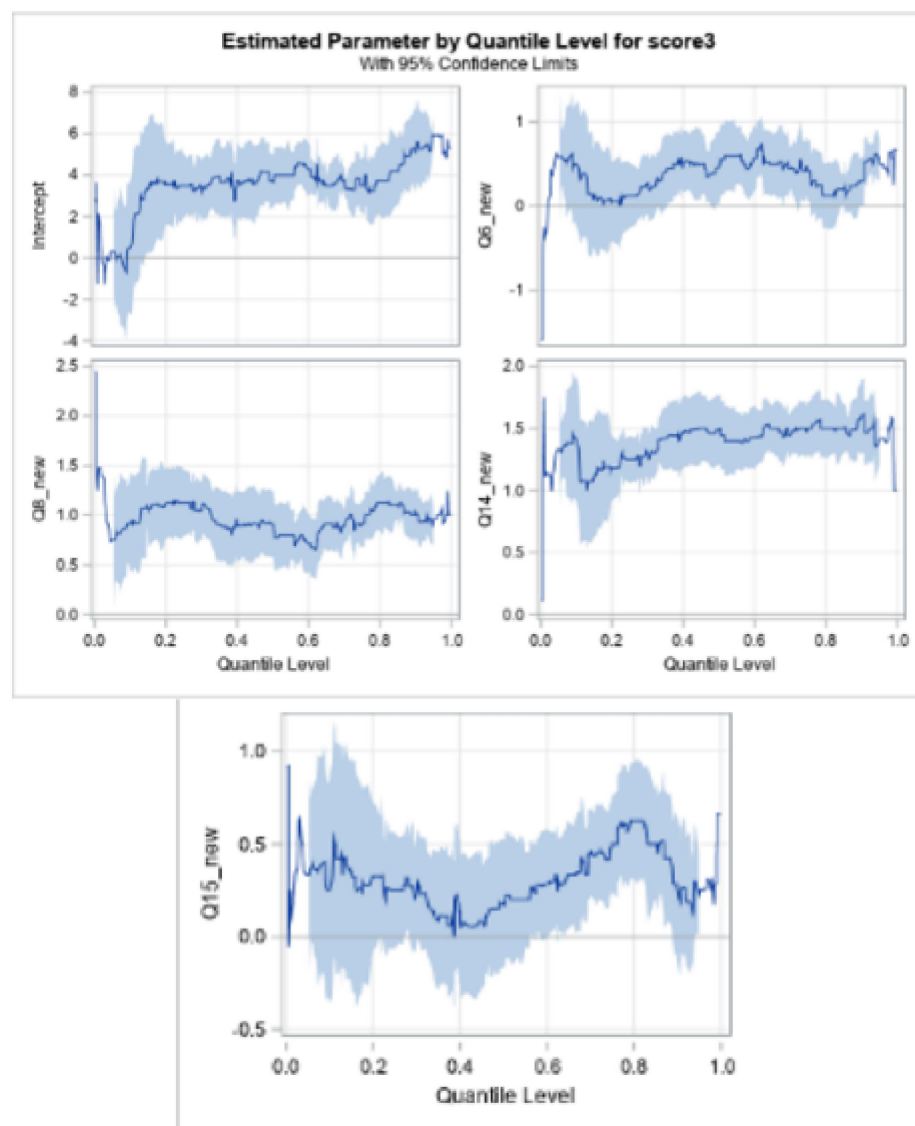 Estimated Parameter by Quantile Level for score3
With 95% Confidence Limits
Intercept
8
6
4
2
0
-2
-4
Q6_new
1
0
-1
Q8_new
2.5
2.0
1.5
1.0
0.5
0.0
0.0 0.2 0.4 0.6 0.8 1.0
Quantile Level
Q14_new
2.0
1.5
1.0
0.5
0.0
0.0 0.2 0.4 0.6 0.8 1.0
Quantile Level
Q15_new
1.0
0.5
0.0
-0.5
0.0 0.2 0.4 0.6 0.8 1.0
Quantile Level